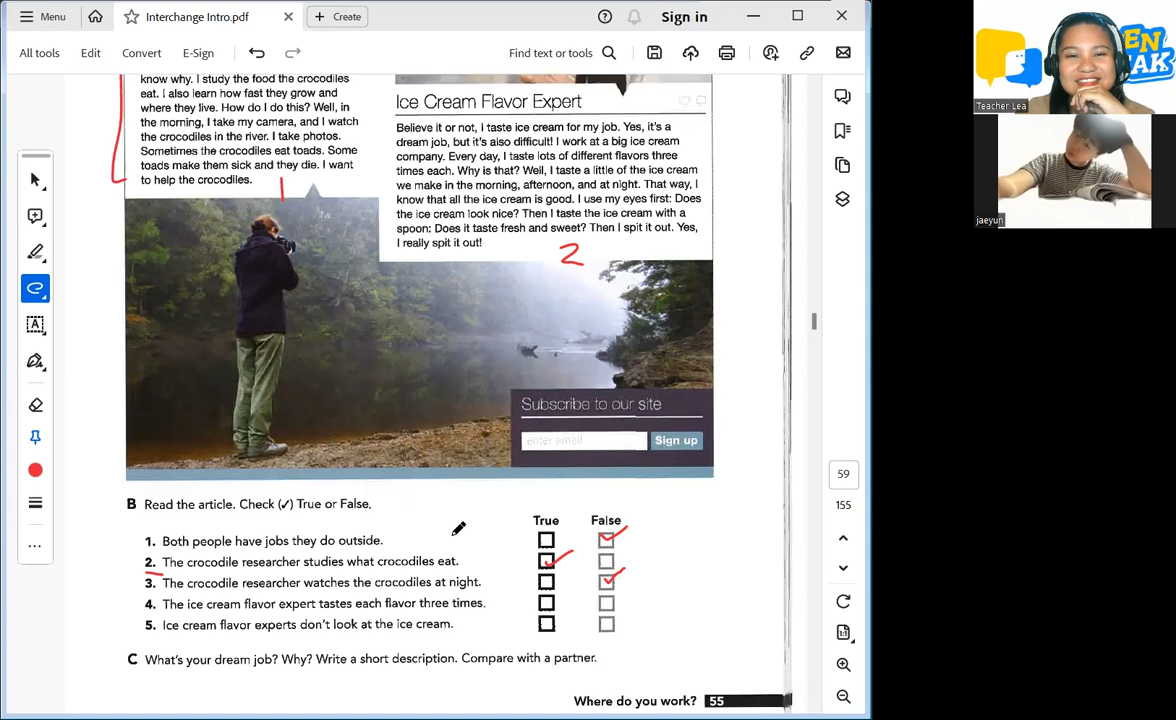 Menu
Interchange Intro.pdf
Create
Sign in
All tools
Edit
Convert
E-Sign
Find text or tools
know why. I study the food the crocodiles
eat. I also learn how fast they grow and
where they live. How do I do this? Well, in
the morning, I take my camera, and I watch
the crocodiles in the river. I take photos.
Sometimes the crocodiles eat toads. Some
toads make them sick and they die. I want
to help the crocodiles.
1
Ice Cream Flavor Expert
Believe it or not, I taste ice cream for my job. Yes, it's a
dream job, but it's also difficult! I work at a big ice cream
company. Every day, I taste lots of different flavors three
times each. Why is that? Well, I taste a little of the ice cream
we make in the morning, afternoon, and at night. That way, I
know that all the ice cream is good. I use my eyes first: Does
the ice cream look nice? Then I taste the ice cream with a
spoon: Does it taste fresh and sweet? Then I spit it out. Yes,
I really spit it out!
2
Subscribe to our site
enter email
Sign up
B Read the article. Check (✓) True or False.
True False
1. Both people have jobs they do outside.
2. The crocodile researcher studies what crocodiles eat.
3. The crocodile researcher watches the crocodiles at night.
4. The ice cream flavor expert tastes each flavor three times.
5. Ice cream flavor experts don't look at the ice cream.
C What's your dream job? Why? Write a short description. Compare with a partner.
Where do you work? 55
59
155
1:1
Teacher Lea
EN
AK
jaeyun